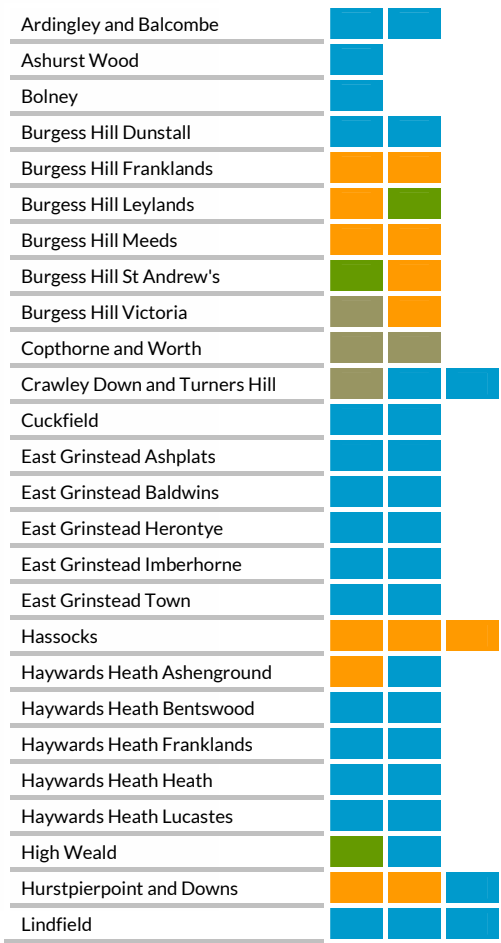 Ardingley and Balcombe
Ashurst Wood
Bolney
Burgess Hill Dunstall
Burgess Hill Franklands
Burgess Hill Leylands
Burgess Hill Meeds
Burgess Hill St Andrew's
Burgess Hill Victoria
Copthorne and Worth
Crawley Down and Turners Hill
Cuckfield
East Grinstead Ashplats
East Grinstead Baldwins
East Grinstead Herontye
East Grinstead Imberhorne
East Grinstead Town
Hassocks
Haywards Heath Ashenground
Haywards Heath Bentswood
Haywards Heath Franklands
Haywards Heath Heath
Haywards Heath Lucastes
High Weald
Hurstpierpoint and Downs
Lindfield